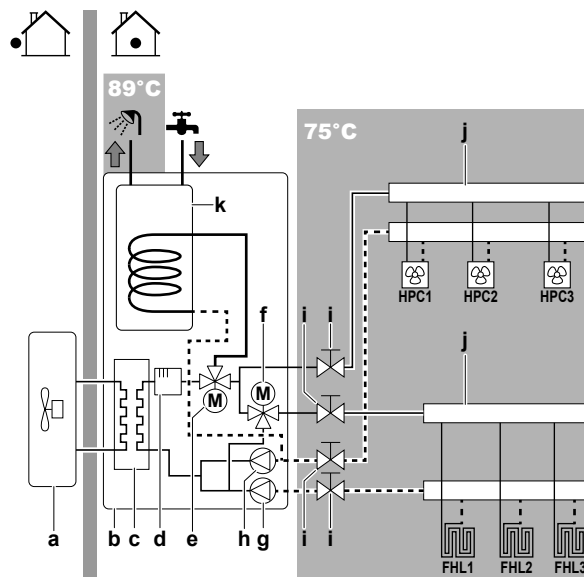 89°C
75°C
j
k
HPC1 HPC2 HPC3
f i i
j
M
M
a b c d e h g i i
FHL1 FHL2 FHL3